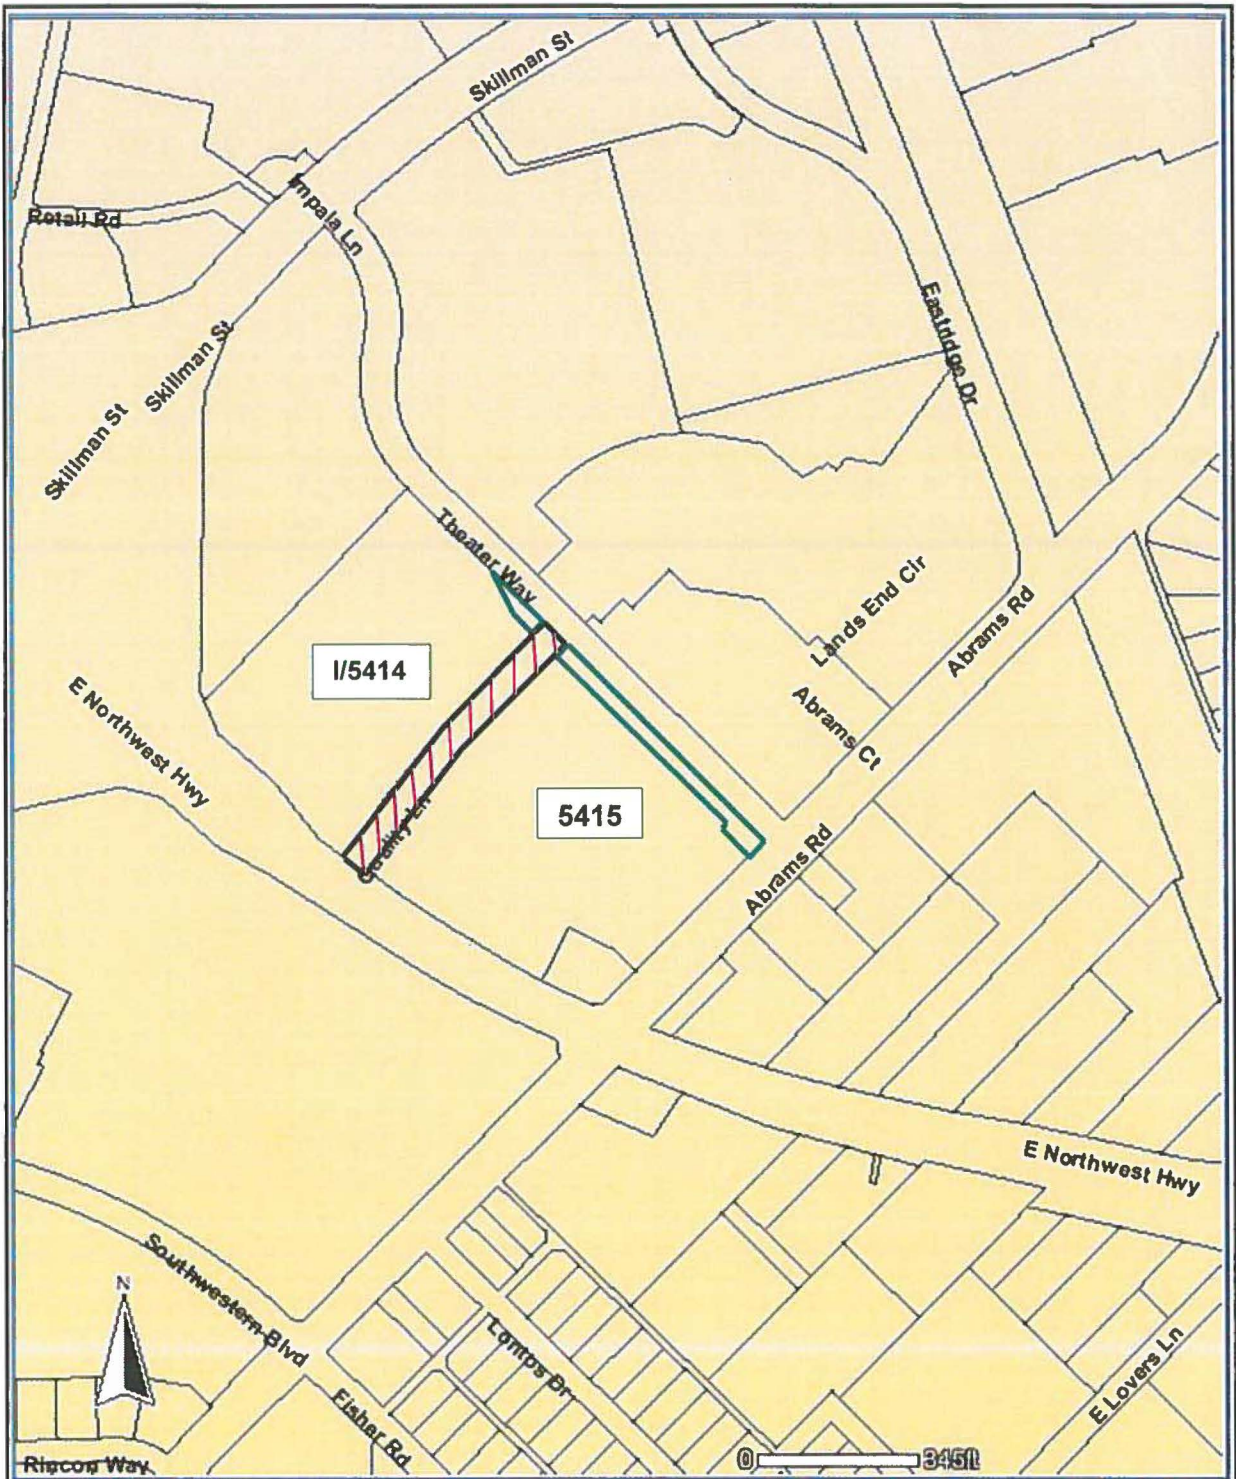 Skillman St
Impala Ln
Retail Rd
Eastridge Dr
Skillman St
Skillman St
Theater Way
Lands End Cir
Abrams Rd
I/5414
E Northwest Hwy
Abrams Ct
5415
Abrams Rd
E Northwest Hwy
Southwestern Blvd
N
Lontos Dr
E Lovers Ln
Fisher Rd
Rincon Way
0 345ft